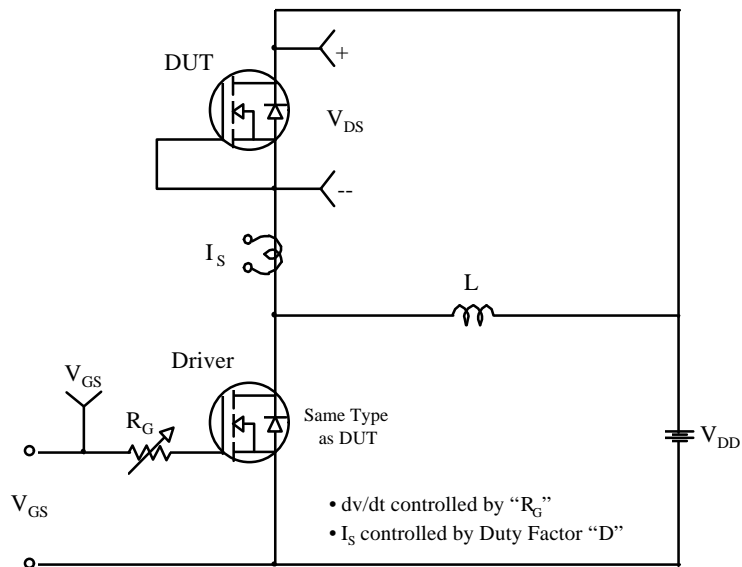 DUT
+
V_DS
--
I_S
L
Driver
V_GS
R_G
Same Type
as DUT
V_DD
V_GS
• dv/dt controlled by “R_G”
• I_S controlled by Duty Factor “D”